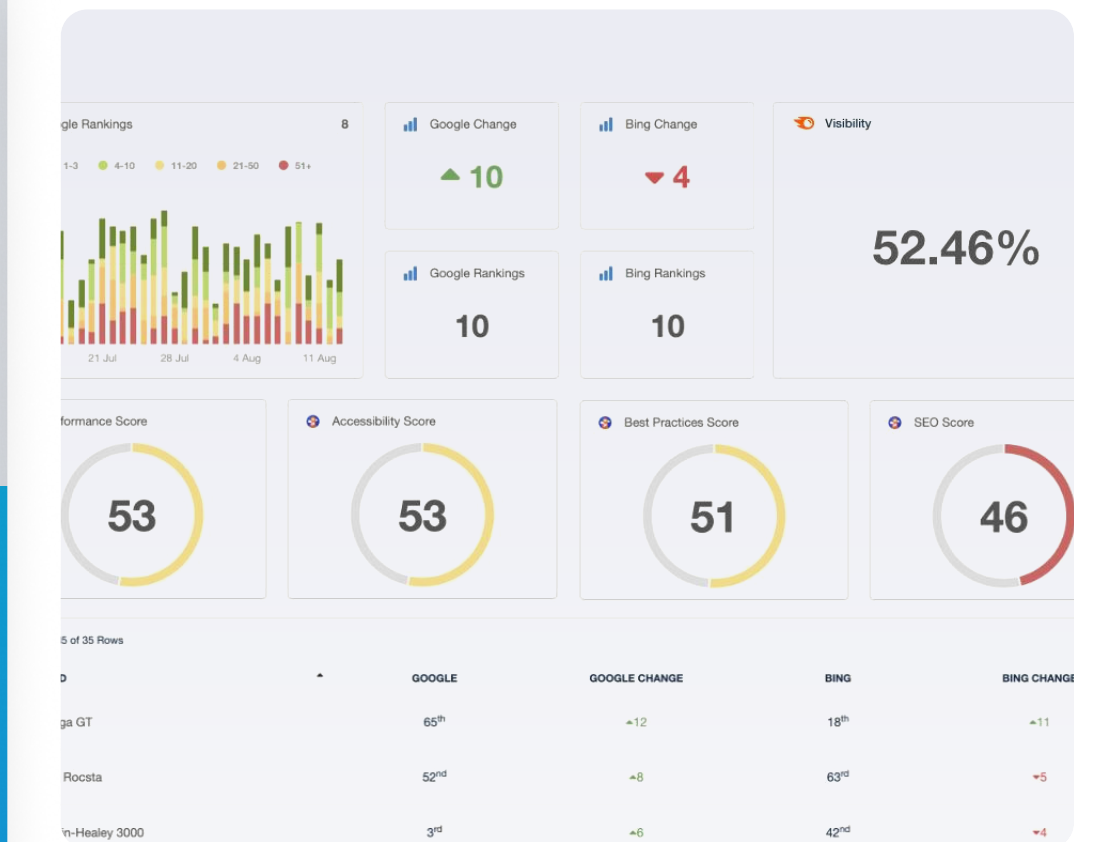 gle Rankings 8
1-3 4-10 11-20 21-50 51+
21 Jul 28 Jul 4 Aug 11 Aug
Google Change
10
Bing Change
4
Visibility
52.46%
Google Rankings
10
Bing Rankings
10
formance Score
53
Accessibility Score
53
Best Practices Score
51
SEO Score
46
5 of 35 Rows
D GOOGLE GOOGLE CHANGE BING BING CHANGE
ga GT 65th 12 18th 11
Rocsta 52nd 8 63rd 5
in-Healey 3000 3rd 6 42nd 4